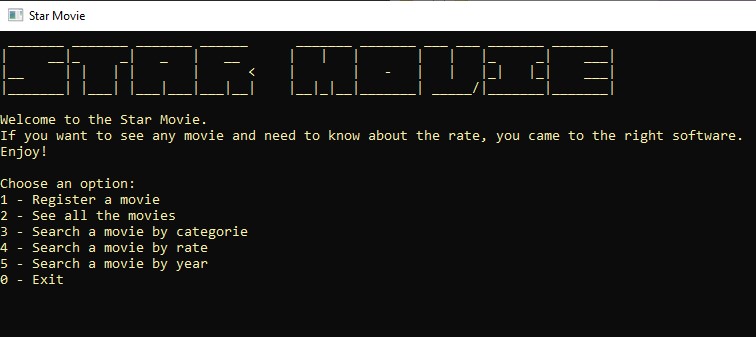 Star Movie
STAR MOVIE
Welcome to the Star Movie.
If you want to see any movie and need to know about the rate, you came to the right software.
Enjoy!
Choose an option:
1 - Register a movie
2 - See all the movies
3 - Search a movie by categorie
4 - Search a movie by rate
5 - Search a movie by year
0 - Exit